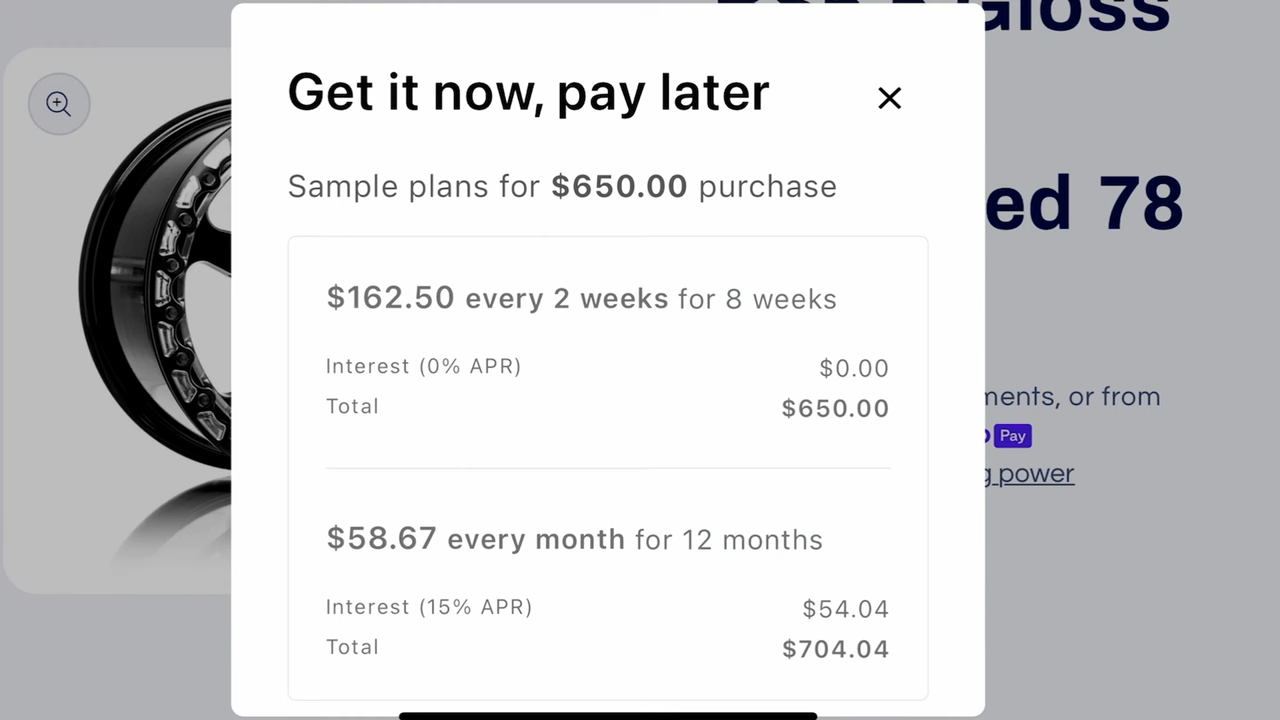 Gloss
Get it now, pay later
Sample plans for $650.00 purchase
ed 78
$162.50 every 2 weeks for 8 weeks
Interest (0% APR) $0.00
Total $650.00
ments, or from
Pay
g power
$58.67 every month for 12 months
Interest (15% APR) $54.04
Total $704.04